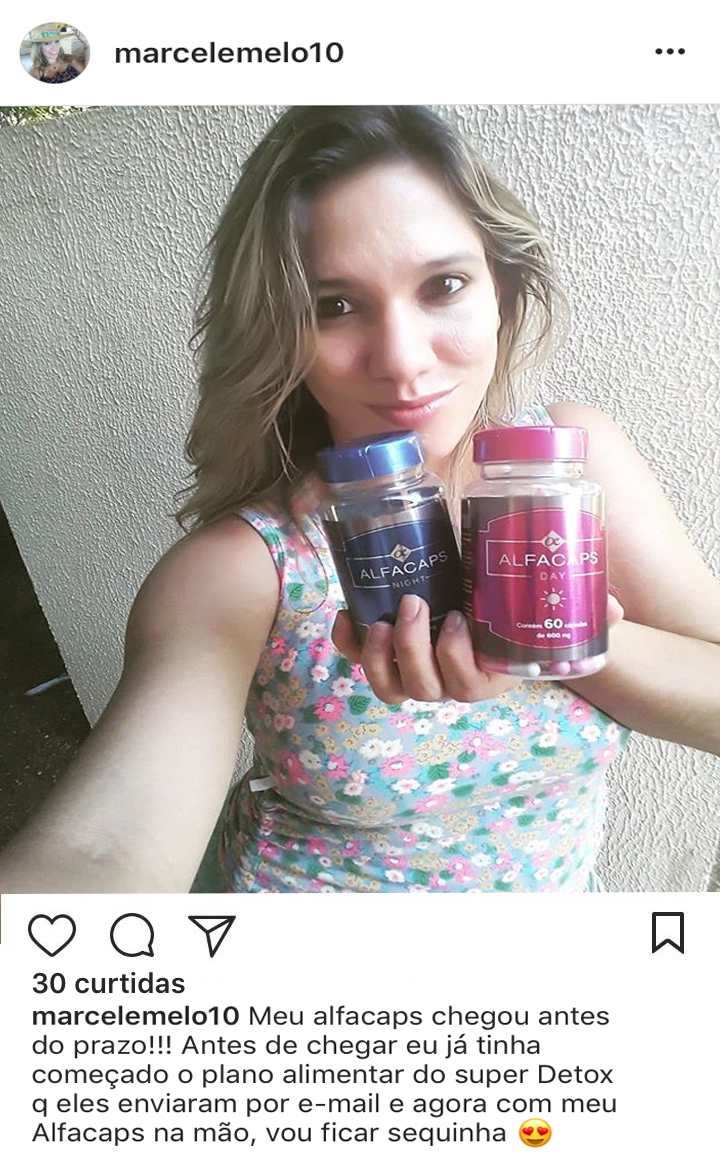 marcelemelo10
ALFACAPS
NIGHT
ALFACAPS
DAY
Contém 60 cápsulas
de 600 mg
30 curtidas
marcelemelo10 Meu alfacaps chegou antes
do prazo!!! Antes de chegar eu já tinha
começado o plano alimentar do super Detox
q eles enviaram por e-mail e agora com meu
Alfacaps na mão, vou ficar sequinha 😍